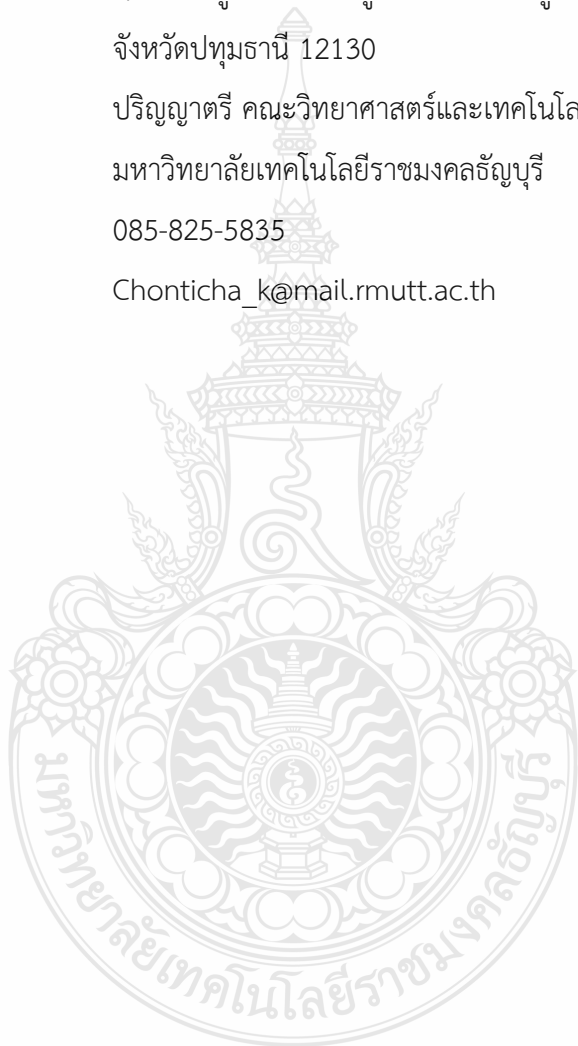 จังหวัดปทุมธานี 12130
ปริญญาตรี คณะวิทยาศาสตร์และเทคโนโล
มหาวิทยาลัยเทคโนโลยีราชมงคลธัญบุรี
085-825-5835
Chonticha_k@mail.rmutt.ac.th
มหาวิทยาลัยเทคโนโลยีราชมงคลธัญบุรี